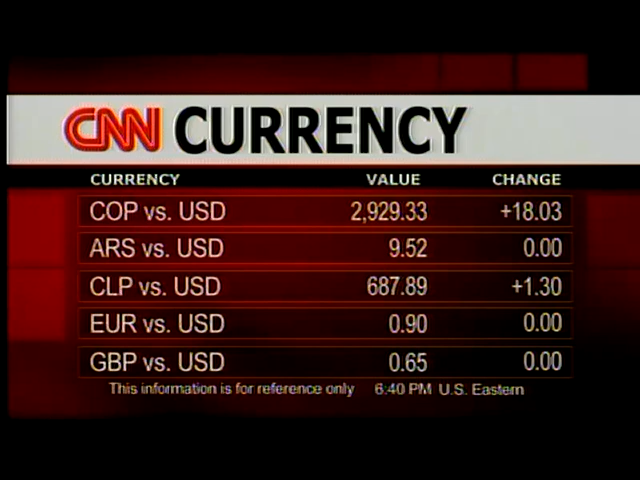 CNN CURRENCY
CURRENCY VALUE CHANGE
COP vs. USD 2,929.33 +18.03
ARS vs. USD 9.52 0.00
CLP vs. USD 687.89 +1.30
EUR vs. USD 0.90 0.00
GBP vs. USD 0.65 0.00
This information is for reference only 6:40 PM U.S. Eastern